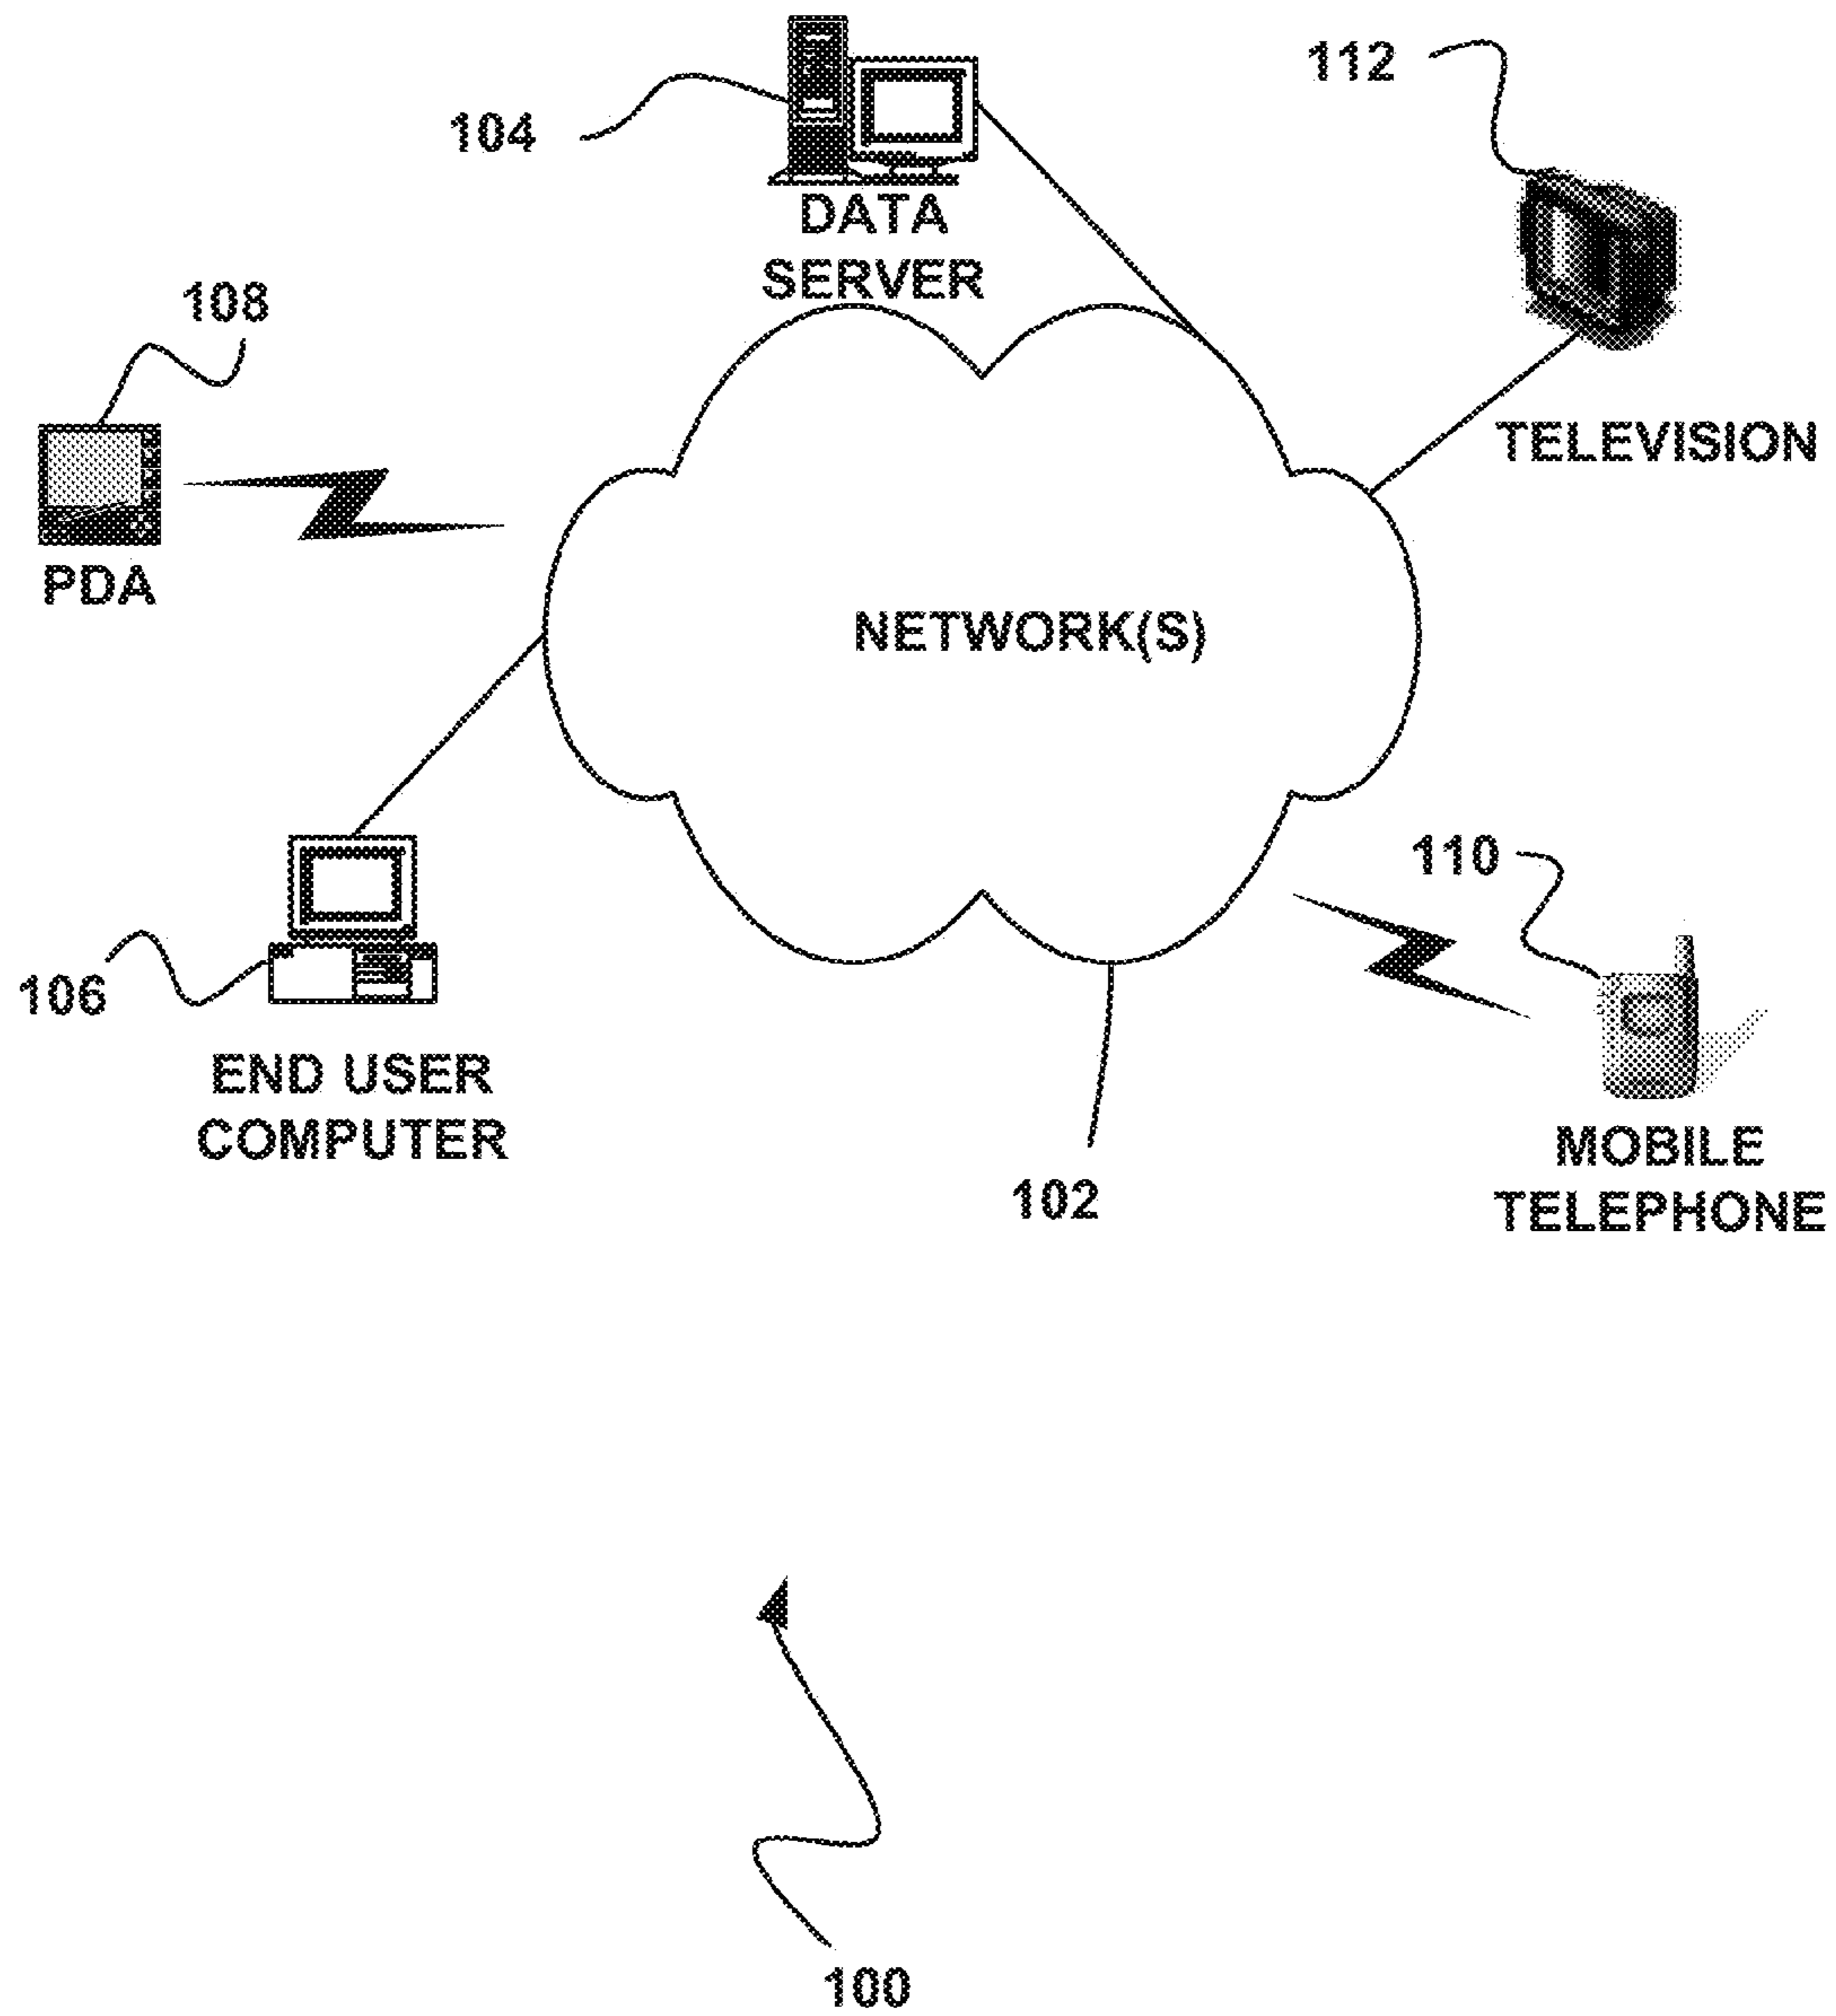 112
104
DATA
SERVER
108
TELEVISION
PDA
NETWORK(S)
110
106
END USER
COMPUTER
MOBILE
TELEPHONE
102
100